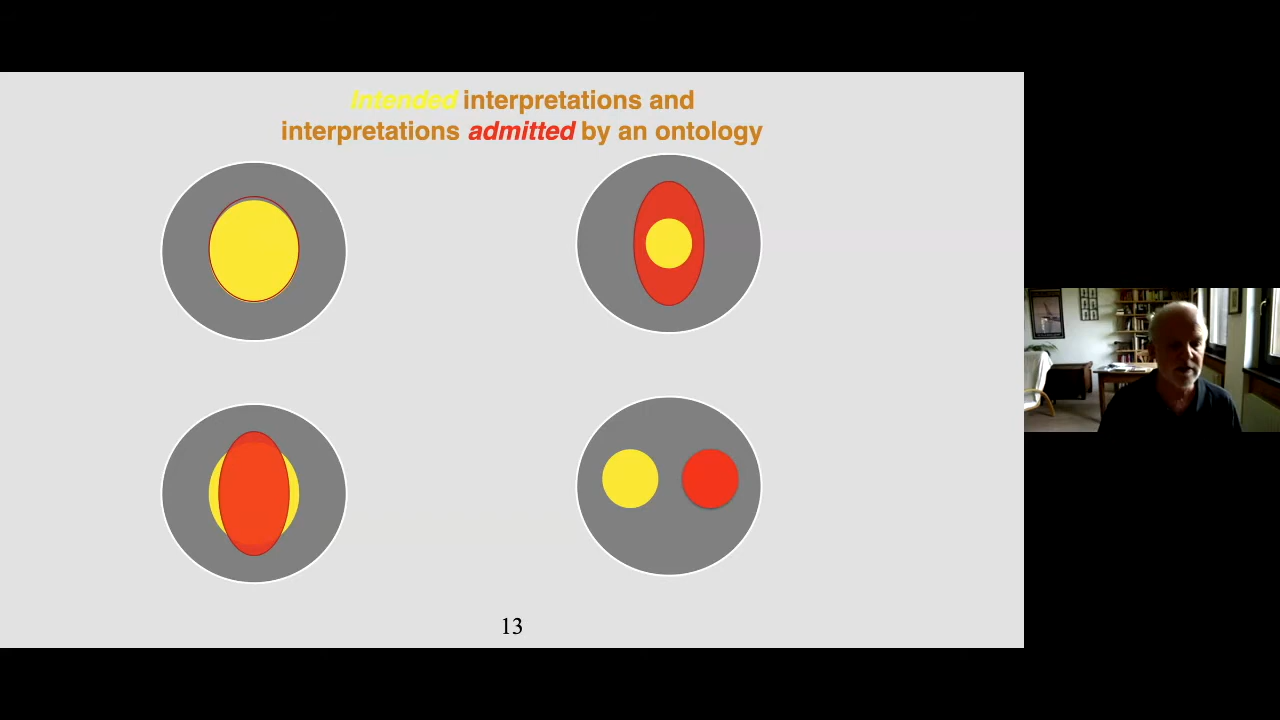 Intended interpretations and
interpretations admitted by an ontology
13